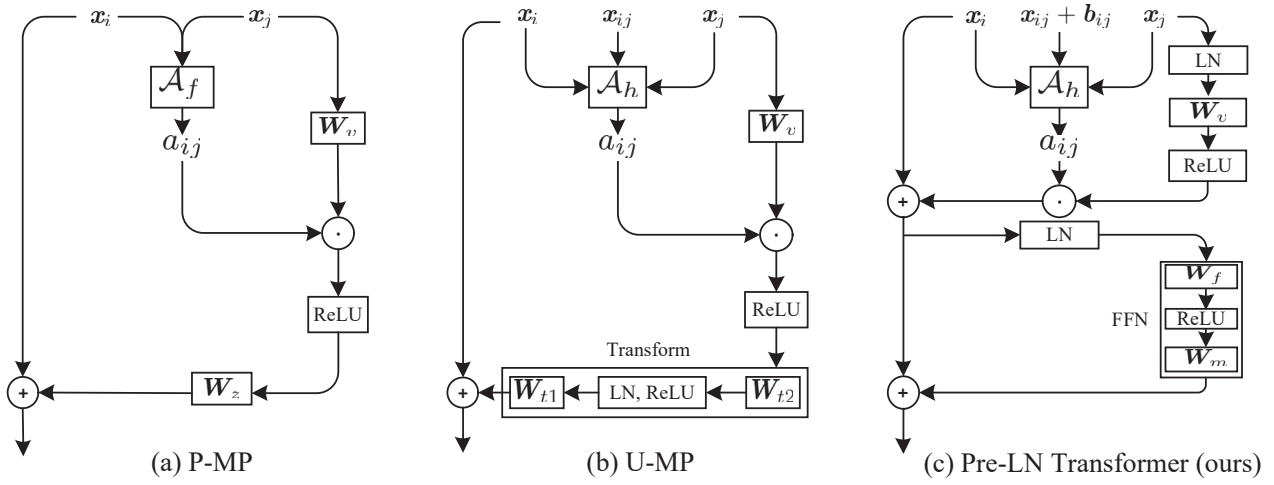 x_i x_j
A_f
a_ij
W_v
·
ReLU
+
W_z
(a) P-MP
x_i x_ij x_j
A_h
a_ij
W_v
·
ReLU
Transform
+
W_t1 LN, ReLU W_t2
(b) U-MP
x_i x_ij + b_ij x_j
LN
A_h
W_v
a_ij
ReLU
+ ·
LN
W_f
FFN ReLU
W_m
+
(c) Pre-LN Transformer (ours)